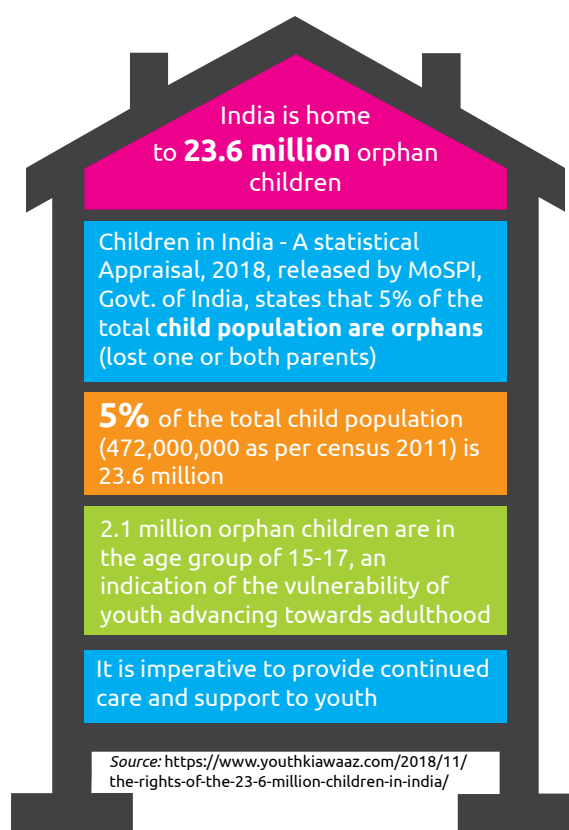 India is home
to 23.6 million orphan
children
Children in India - A statistical
Appraisal, 2018, released by MoSPI,
Govt. of India, states that 5% of the
total child population are orphans
(lost one or both parents)
5% of the total child population
(472,000,000 as per census 2011) is
23.6 million
2.1 million orphan children are in
the age group of 15-17, an
indication of the vulnerability of
youth advancing towards adulthood
It is imperative to provide continued
care and support to youth
Source: https://www.youthkiawaaz.com/2018/11/
the-rights-of-the-23-6-million-children-in-india/